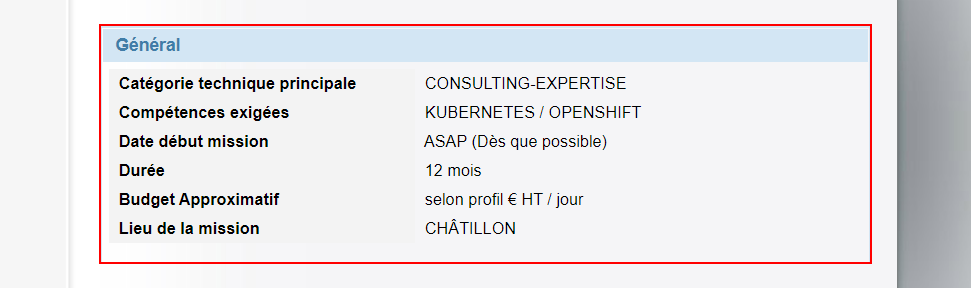 Général
Catégorie technique principale CONSULTING-EXPERTISE
Compétences exigées KUBERNETES / OPENSHIFT
Date début mission ASAP (Dès que possible)
Durée 12 mois
Budget Approximatif selon profil € HT / jour
Lieu de la mission CHÂTILLON